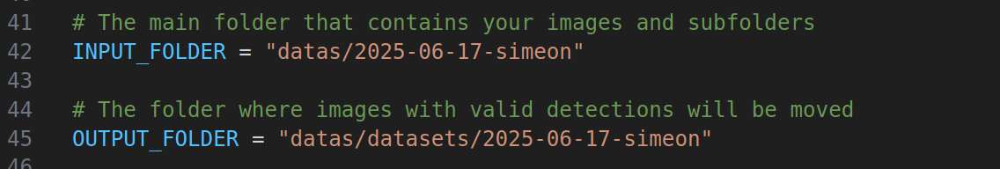 41 # The main folder that contains your images and subfolders
42 INPUT_FOLDER = "datas/2025-06-17-simeon"
43
44 # The folder where images with valid detections will be moved
45 OUTPUT_FOLDER = "datas/datasets/2025-06-17-simeon"
46